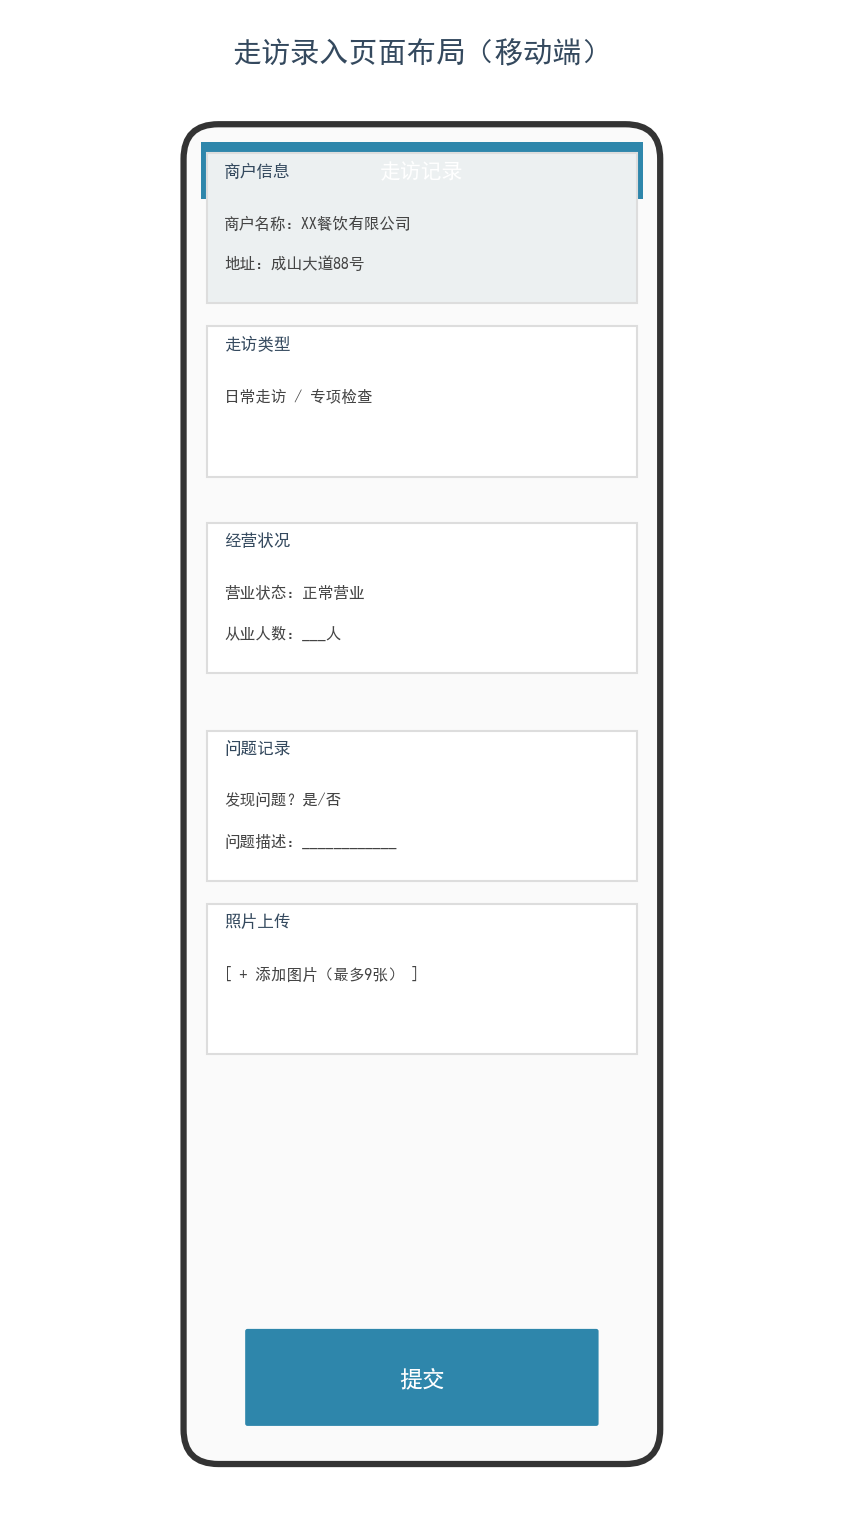 走访录入页面布局（移动端）
走访记录
商户信息
商户名称：XX餐饮有限公司
地址：成山大道88号
走访类型
日常走访 / 专项检查
经营状况
营业状态：正常营业
从业人数：___人
问题记录
发现问题？是/否
问题描述：____________
照片上传
[ + 添加图片（最多9张） ]
提交